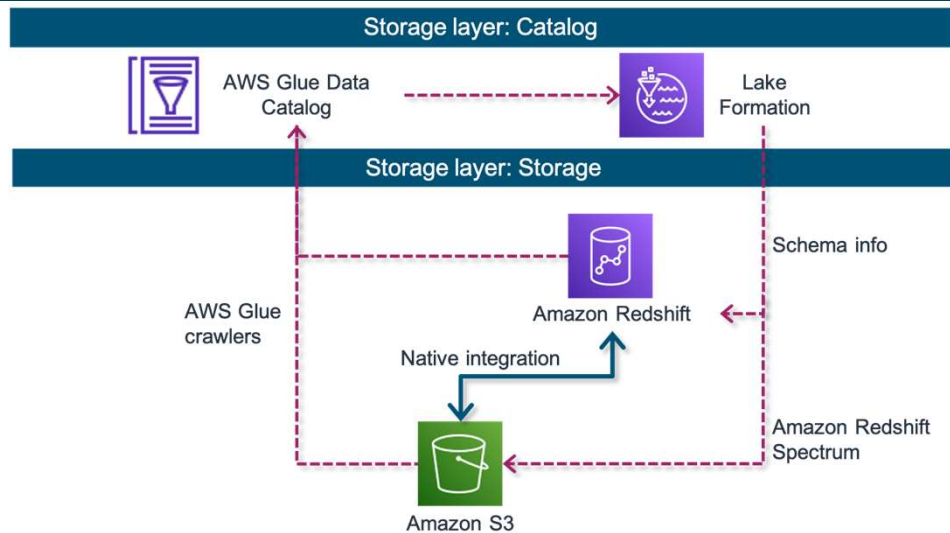 Storage layer: Catalog
AWS Glue Data
Catalog
Lake
Formation
Storage layer: Storage
Schema info
Amazon Redshift
AWS Glue
crawlers
Native integration
Amazon Redshift
Spectrum
Amazon S3